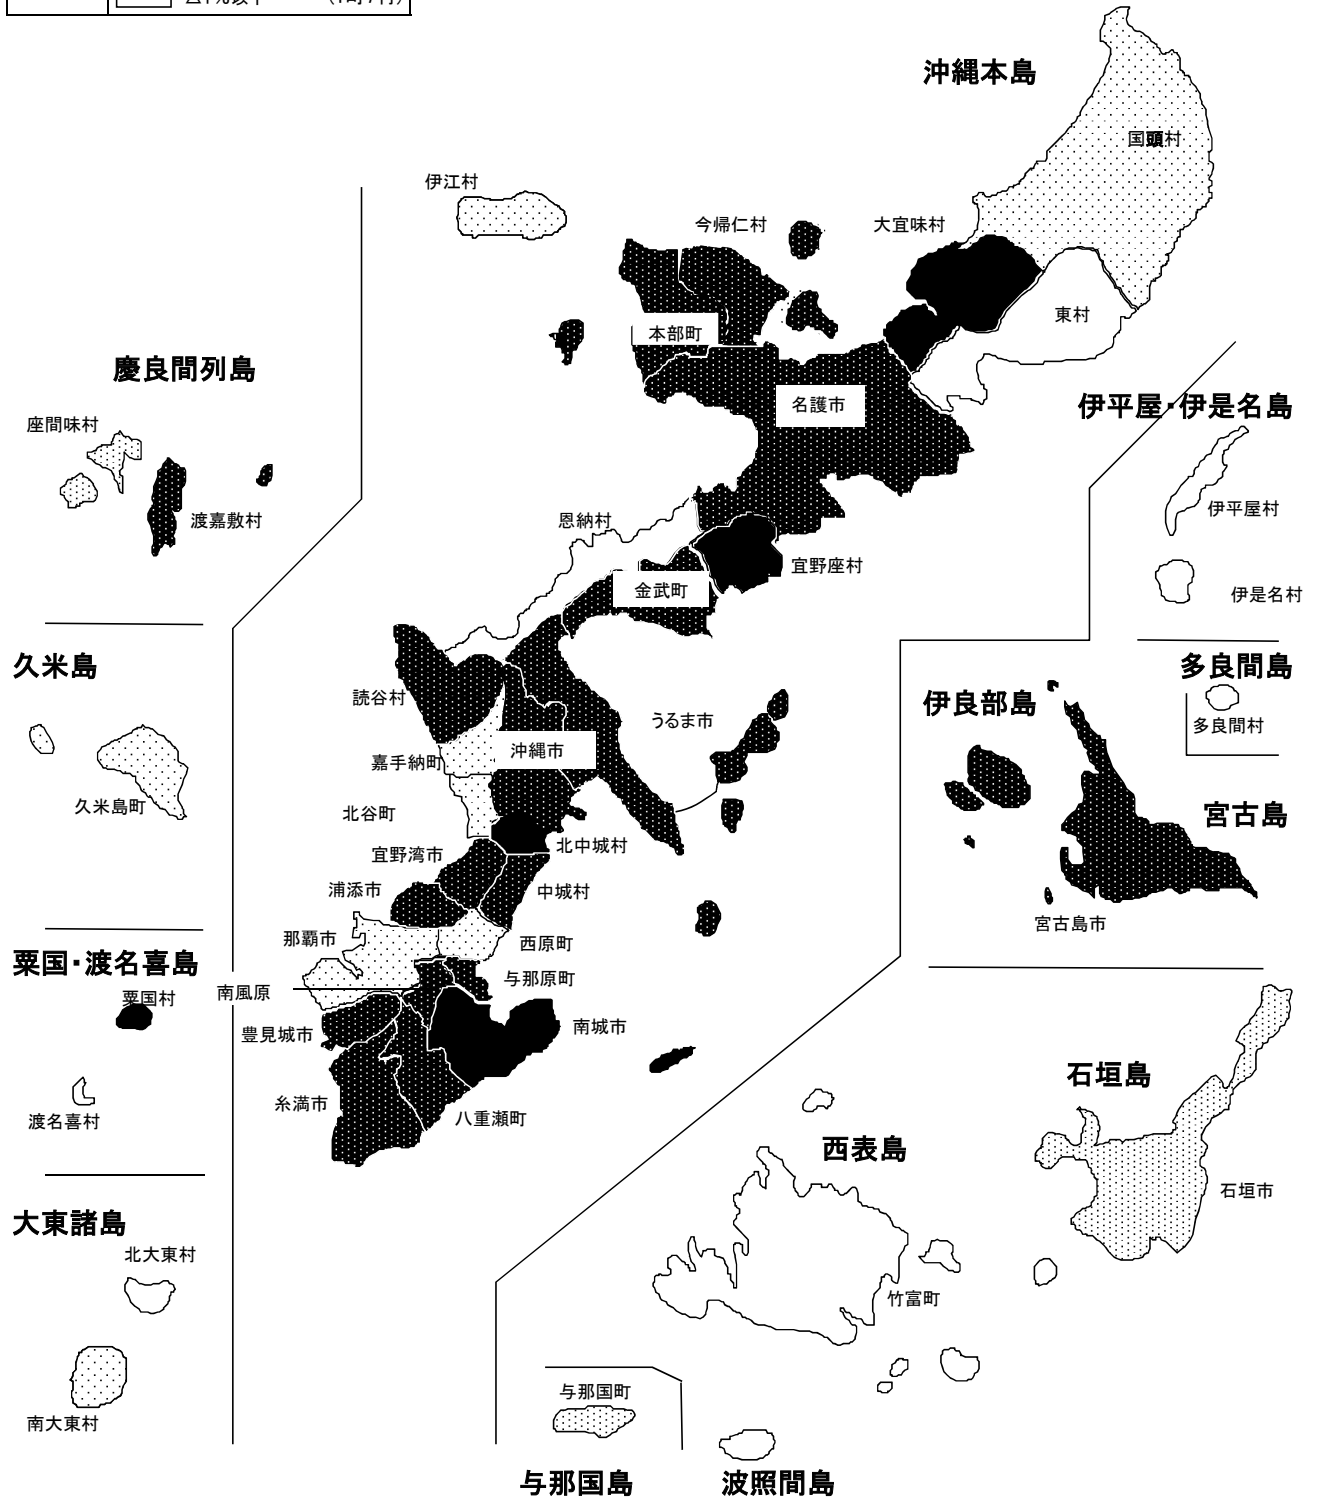 沖縄本島
国頭村
伊江村
今帰仁村
大宜味村
東村
本部町
慶良間列島
名護市
伊平屋・伊是名島
座間味村
伊平屋村
渡嘉敷村
恩納村
宜野座村
金武町
伊是名村
久米島
多良間島
伊良部島
読谷村
うるま市
多良間村
沖縄市
嘉手納町
久米島町
北谷町
宮古島
北中城村
宜野湾市
浦添市
中城村
宮古島市
那覇市
西原町
粟国・渡名喜島
粟国村
南風原
与那原町
豊見城市
南城市
石垣島
糸満市
八重瀬町
渡名喜村
西表島
石垣市
大東諸島
北大東村
竹富町
与那国町
南大東村
与那国島
波照間島